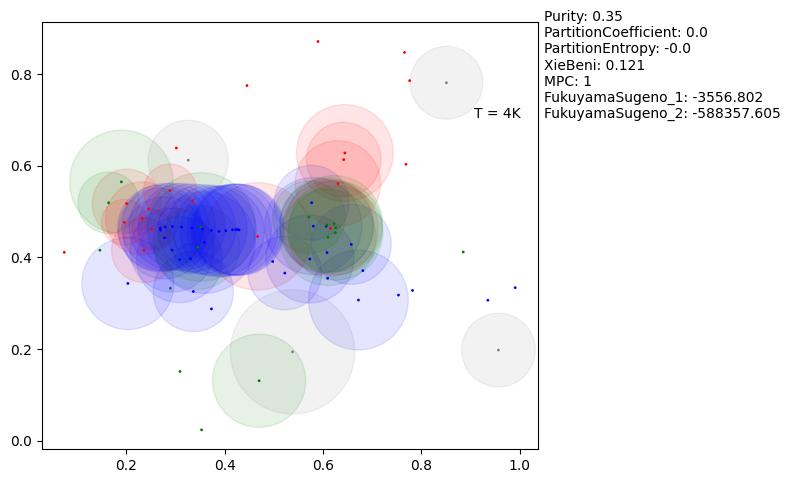 Purity: 0.35
PartitionCoefficient: 0.0
PartitionEntropy: -0.0
XieBeni: 0.121
MPC: 1
FukuyamaSugeno_1: -3556.802
FukuyamaSugeno_2: -588357.605
T = 4K
0.8
0.6
0.4
0.2
0.0
0.2 0.4 0.6 0.8 1.0